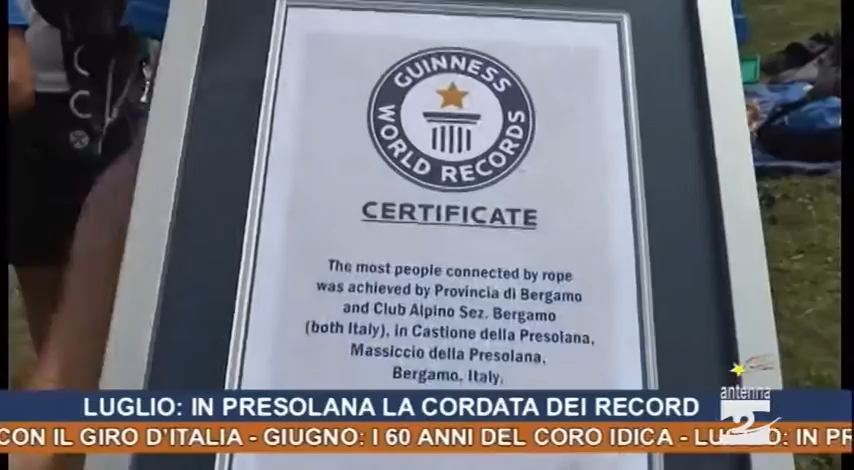 GUINNESS
WORLD RECORDS
CERTIFICATE
The most people connected by rope
was achieved by Provincia di Bergamo
and Club Alpino Sez. Bergamo
(both Italy), in Castione della Presolana,
Massiccio della Presolana,
Bergamo, Italy,
LUGLIO: IN PRESOLANA LA CORDATA DEI RECORD
antenna
2
CON IL GIRO D'ITALIA - GIUGNO: I 60 ANNI DEL CORO IDICA - LU O: IN PR